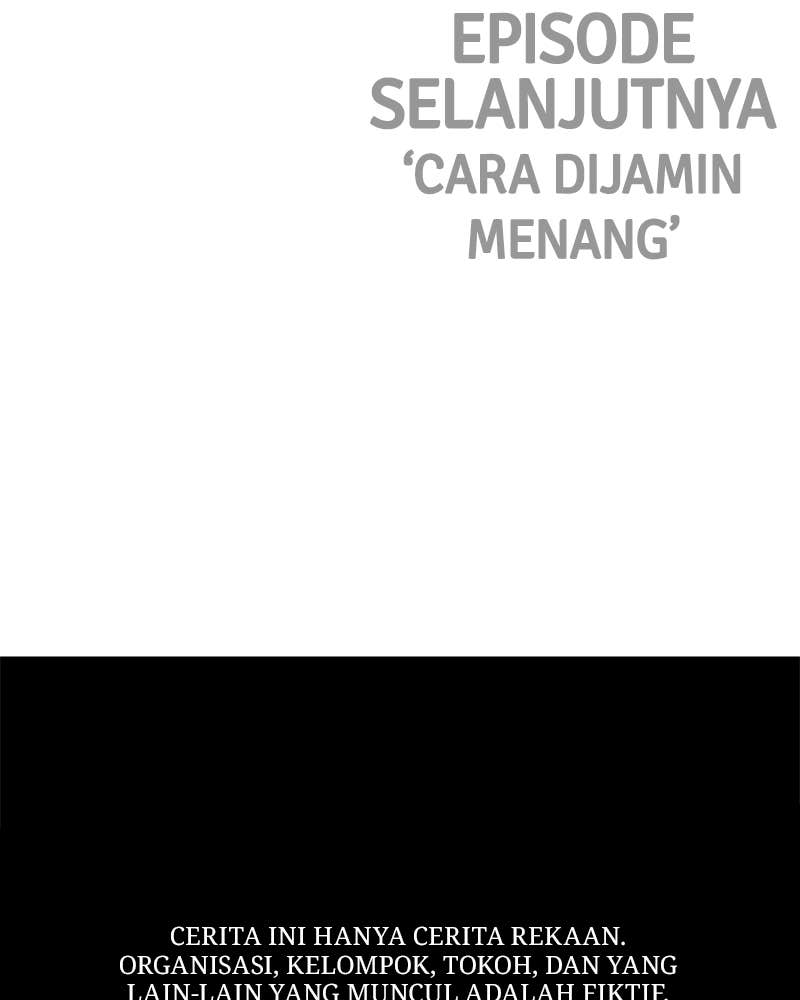 EPISODE
SELANJUTNYA
‘CARA DIJAMIN
MENANG’
CERITA INI HANYA CERITA REKAAN.
ORGANISASI, KELOMPOK, TOKOH, DAN YANG
LAIN-LAIN YANG MUNCUL ADALAH FIKTIF.